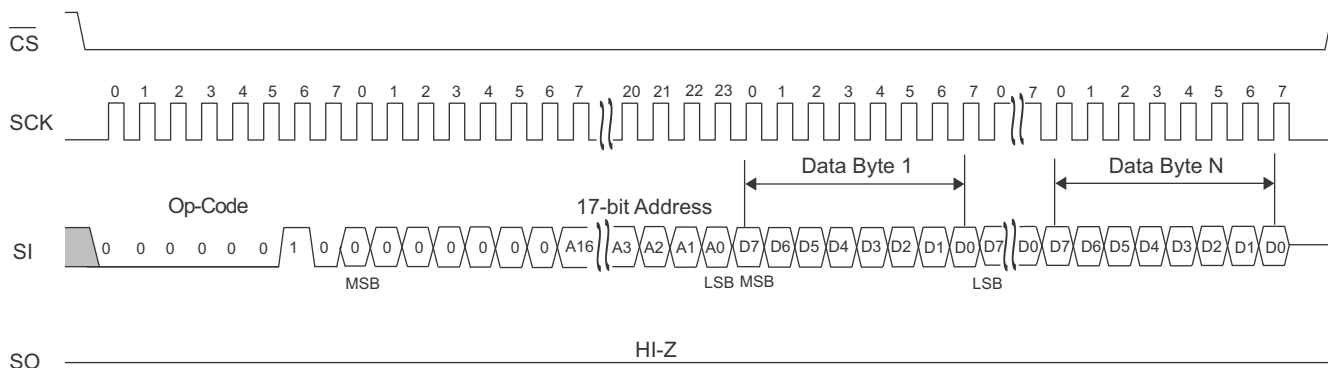 CS
0 1 2 3 4 5 6 7 0 1 2 3 4 5 6 7 20 21 22 23 0 1 2 3 4 5 6 7 0 7 0 1 2 3 4 5 6 7
SCK
Data Byte 1 Data Byte N
Op-Code 17-bit Address
SI 0 0 0 0 0 0 1 0 0 0 0 0 0 0 0 A16 A3 A2 A1 A0 D7 D6 D5 D4 D3 D2 D1 D0 D7 D0 D7 D6 D5 D4 D3 D2 D1 D0
MSB LSB MSB LSB
HI-Z
SO